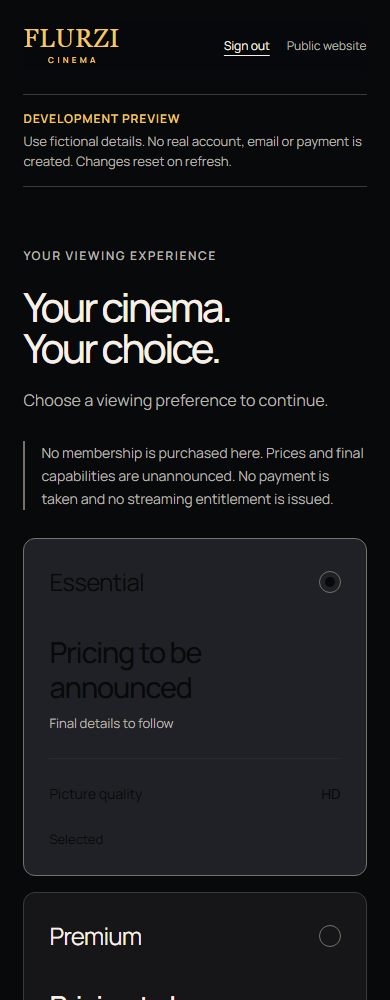 FLURZI
CINEMA
Sign out
Public website
DEVELOPMENT PREVIEW
Use fictional details. No real account, email or payment is
created. Changes reset on refresh.
YOUR VIEWING EXPERIENCE
Your cinema.
Your choice.
Choose a viewing preference to continue.
No membership is purchased here. Prices and final
capabilities are unannounced. No payment is
taken and no streaming entitlement is issued.
Essential
Pricing to be
announced
Final details to follow
Picture quality HD
Selected
Premium